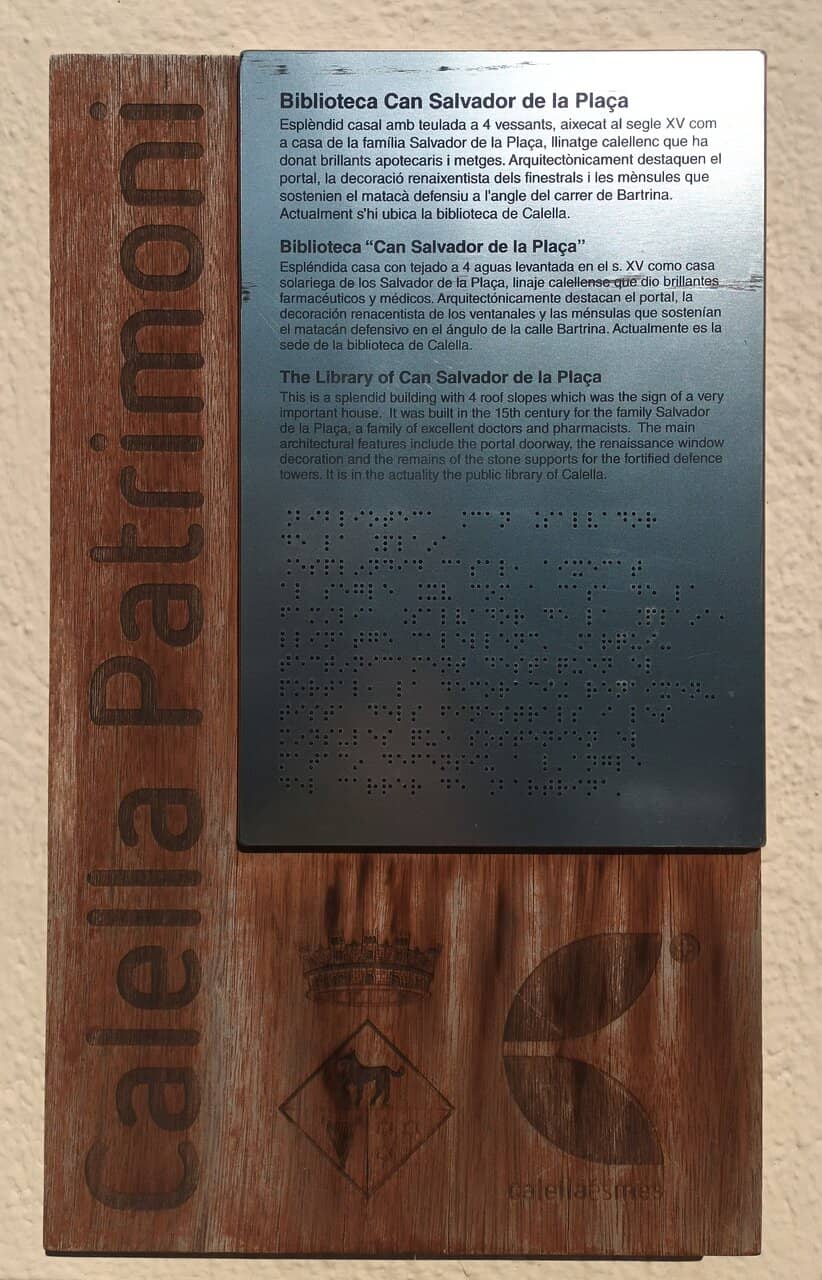 Calella Patrimoni
Biblioteca Can Salvador de la Plaça
Esplèndid casal amb teulada a 4 vessants, aixecat al segle XV com
a casa de la família Salvador de la Plaça, llinatge calellenc que ha
donat brillants apotecaris i metges. Arquitectònicament destaquen el
portal, la decoració renaixentista dels finestrals i les mènsules que
sostenien el matacà defensiu a l'angle del carrer de Bartrina.
Actualment s'hi ubica la biblioteca de Calella.
Biblioteca “Can Salvador de la Plaça”
Espléndida casa con tejado a 4 aguas levantada en el s. XV como casa
solariega de los Salvador de la Plaça, linaje calellense que dio brillantes
farmacéuticos y médicos. Arquitectónicamente destacan el portal, la
decoración renacentista de los ventanales y las ménsulas que sostenían
el matacán defensivo en el ángulo de la calle Bartrina. Actualmente es la
sede de la biblioteca de Calella.
The Library of Can Salvador de la Plaça
This is a splendid building with 4 roof slopes which was the sign of a very
important house. It was built in the 15th century for the family Salvador
de la Plaça, a family of excellent doctors and pharmacists. The main
architectural features include the portal doorway, the renaissance window
decoration and the remains of the stone supports for the fortified defence
towers. It is in the actuality the public library of Calella.
calellaésmés